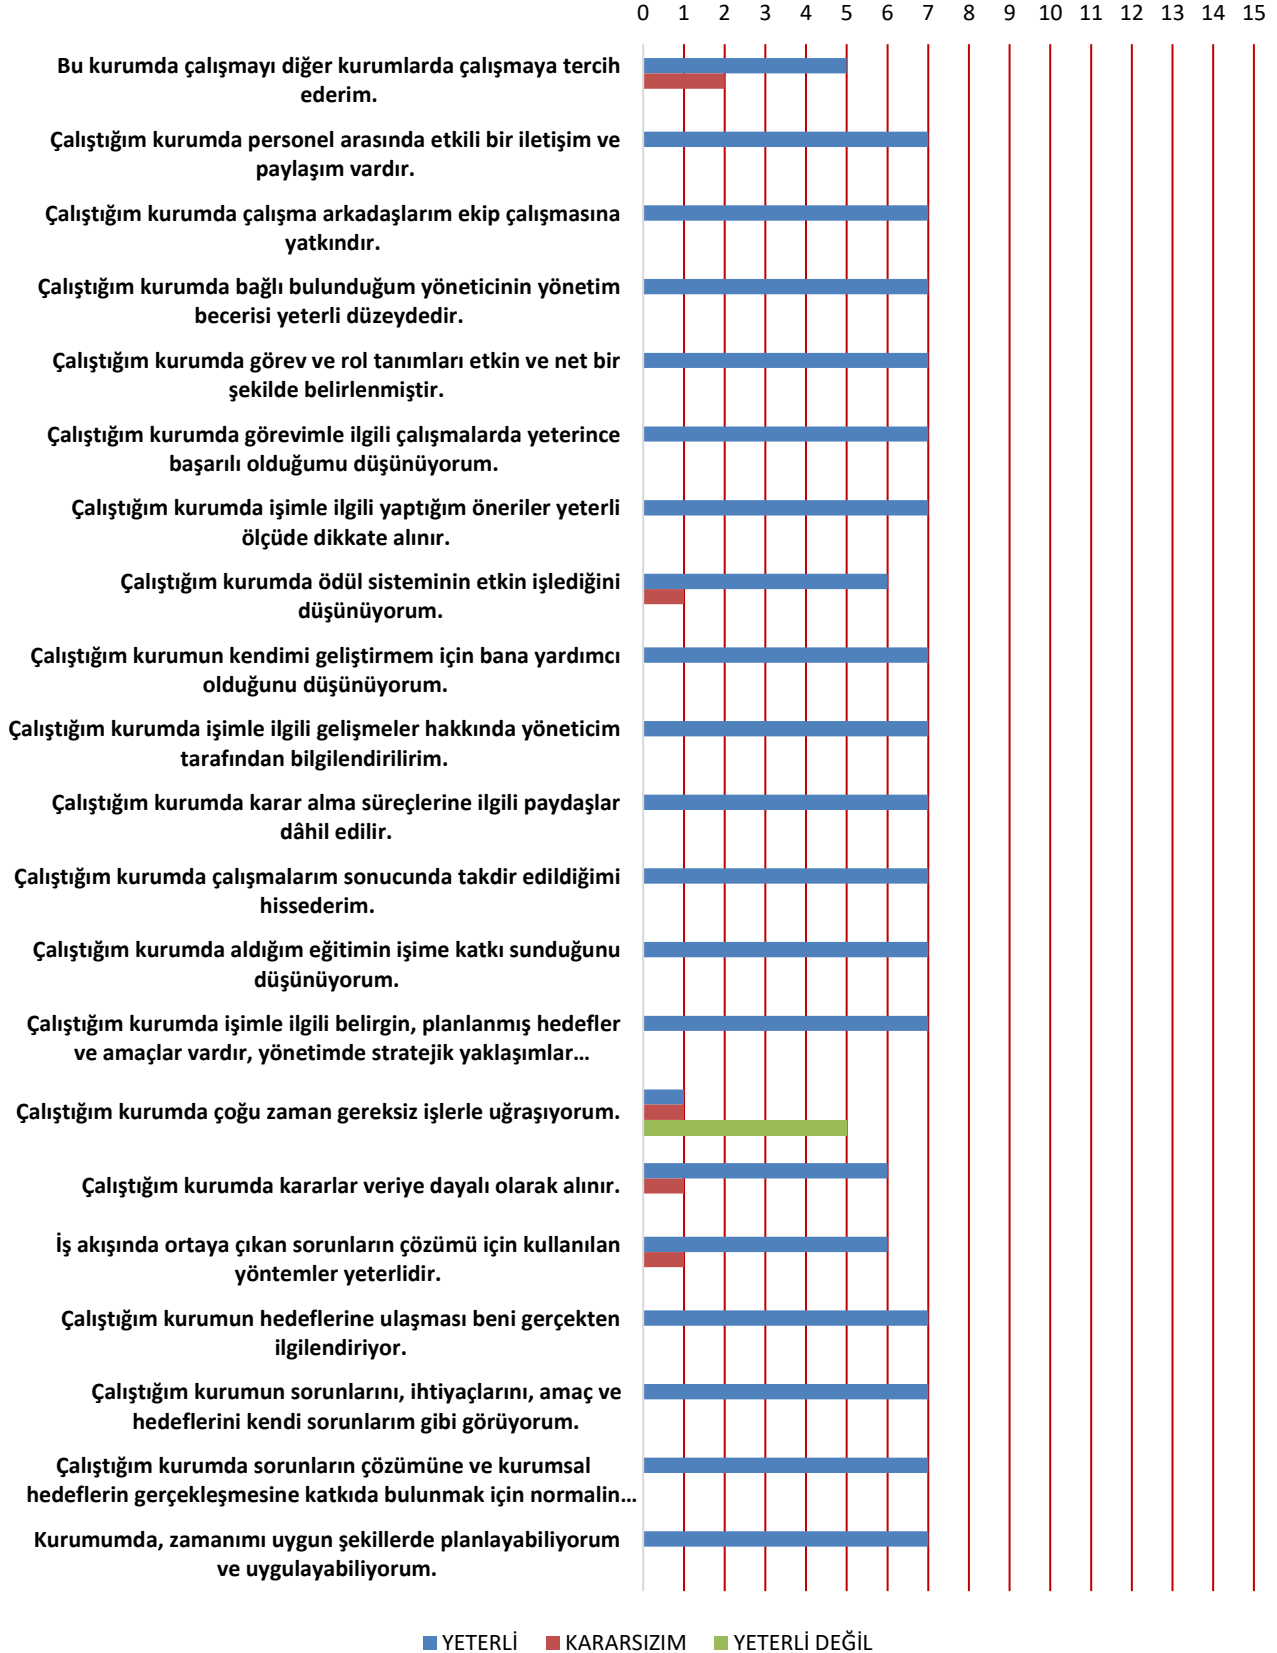 0 1 2 3 4 5 6 7 8 9 10 11 12 13 14 15
Bu kurumda çalışmayı diğer kurumlarda çalışmaya tercih
ederim.
Çalıştığım kurumda personel arasında etkili bir iletişim ve
paylaşım vardır.
Çalıştığım kurumda çalışma arkadaşlarım ekip çalışmasına
yatkındır.
Çalıştığım kurumda bağlı bulunduğum yöneticinin yönetim
becerisi yeterli düzeydedir.
Çalıştığım kurumda görev ve rol tanımları etkin ve net bir
şekilde belirlenmiştir.
Çalıştığım kurumda görevimle ilgili çalışmalarda yeterince
başarılı olduğumu düşünüyorum.
Çalıştığım kurumda işimle ilgili yaptığım öneriler yeterli
ölçüde dikkate alınır.
Çalıştığım kurumda ödül sisteminin etkin işlediğini
düşünüyorum.
Çalıştığım kurumun kendimi geliştirmem için bana yardımcı
olduğunu düşünüyorum.
Çalıştığım kurumda işimle ilgili gelişmeler hakkında yöneticim
tarafından bilgilendirilirim.
Çalıştığım kurumda karar alma süreçlerine ilgili paydaşlar
dâhil edilir.
Çalıştığım kurumda çalışmalarım sonucunda takdir edildiğimi
hissederim.
Çalıştığım kurumda aldığım eğitimin işime katkı sunduğunu
düşünüyorum.
Çalıştığım kurumda işimle ilgili belirgin, planlanmış hedefler
ve amaçlar vardır, yönetimde stratejik yaklaşımlar…
Çalıştığım kurumda çoğu zaman gereksiz işlerle uğraşıyorum.
Çalıştığım kurumda kararlar veriye dayalı olarak alınır.
İş akışında ortaya çıkan sorunların çözümü için kullanılan
yöntemler yeterlidir.
Çalıştığım kurumun hedeflerine ulaşması beni gerçekten
ilgilendiriyor.
Çalıştığım kurumun sorunlarını, ihtiyaçlarını, amaç ve
hedeflerini kendi sorunlarım gibi görüyorum.
Çalıştığım kurumda sorunların çözümüne ve kurumsal
hedeflerin gerçekleşmesine katkıda bulunmak için normalin…
Kurumumda, zamanımı uygun şekillerde planlayabiliyorum
ve uygulayabiliyorum.
YETERLİ KARARSIZIM YETERLİ DEĞİL